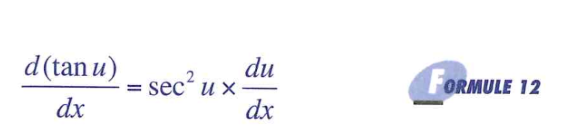 d(tan u)/dx = sec² u × du/dx
FORMULE 12